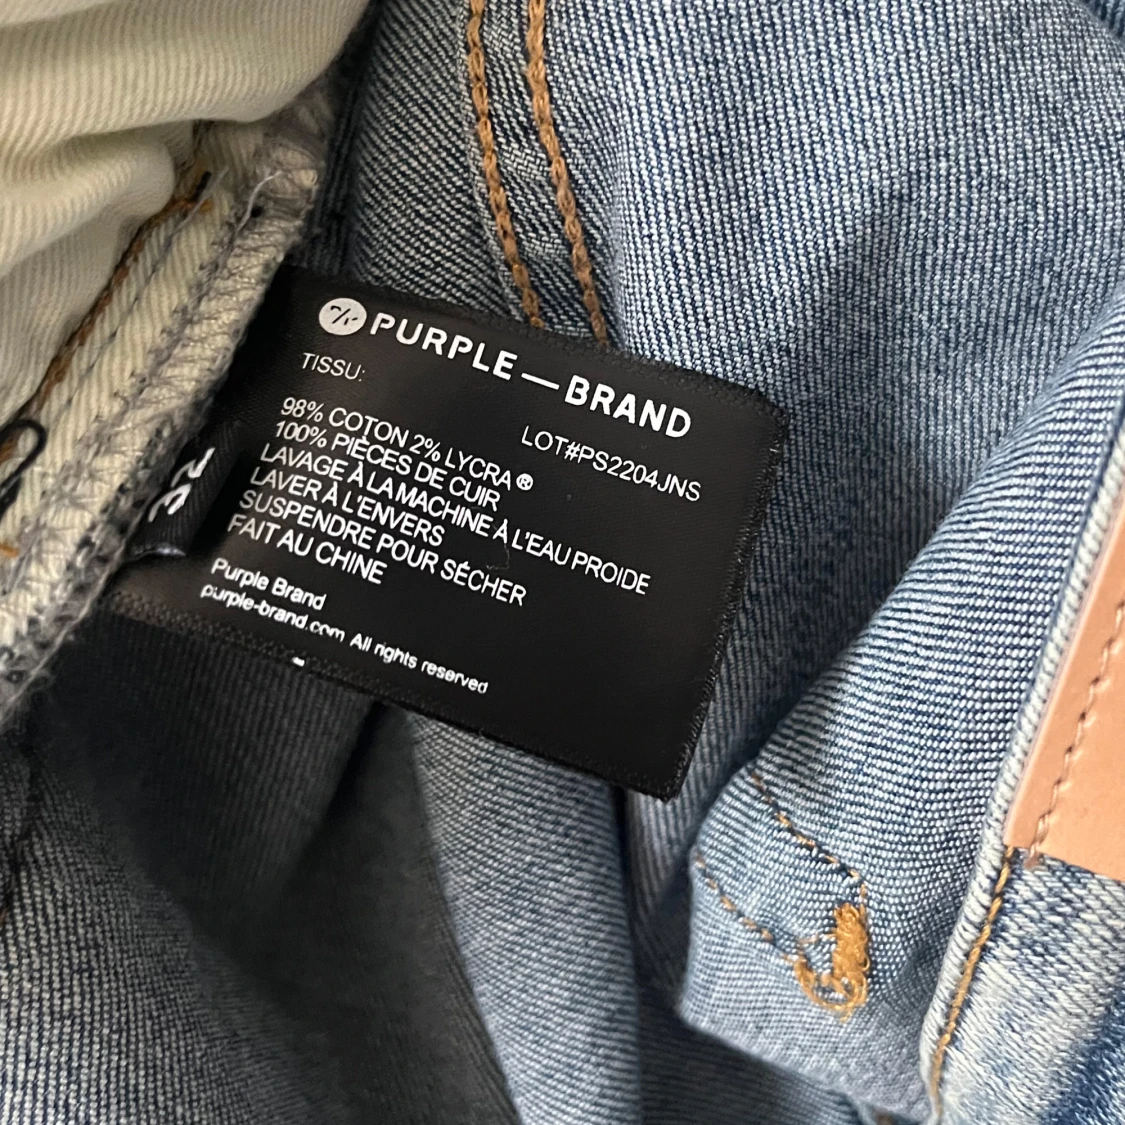 PURPLE — BRAND
TISSU:
LOT#PS2204JNS
98% COTON 2% LYCRA®
100% PIÈCES DE CUIR
LAVAGE À LA MACHINE À L'EAU PROIDE
LAVER À L'ENVERS
SUSPENDRE POUR SÉCHER
FAIT AU CHINE
Purple Brand
purple-brand.com All rights reserved
32